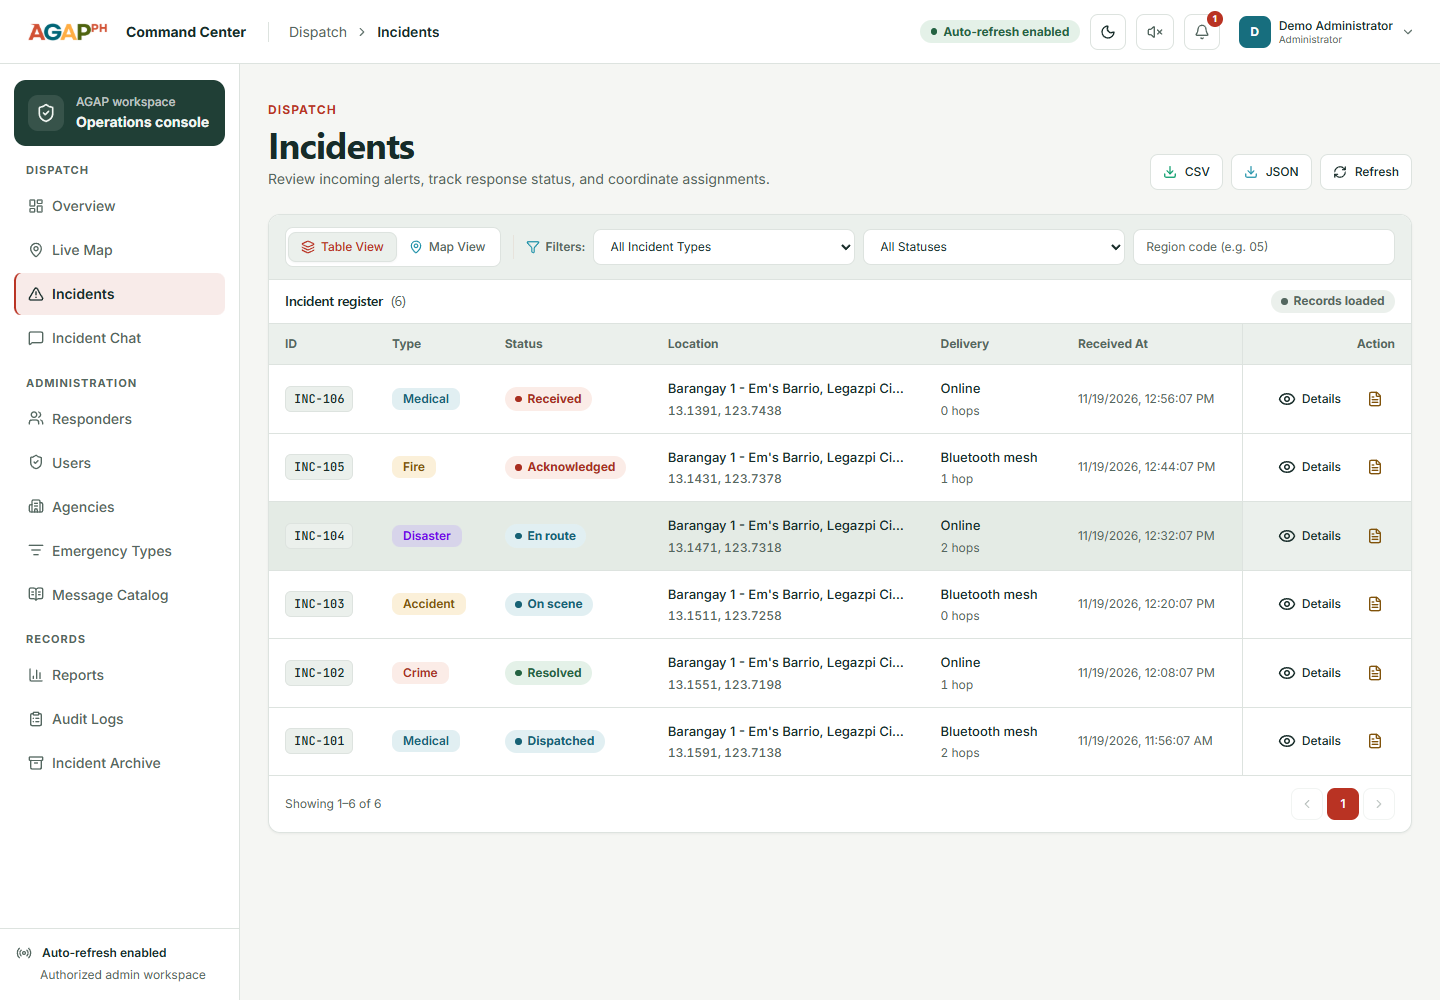 AGAPPH Command Center
Dispatch > Incidents
Auto-refresh enabled
1
D
Demo Administrator
Administrator
AGAP workspace
Operations console
DISPATCH
Overview
Live Map
Incidents
Incident Chat
ADMINISTRATION
Responders
Users
Agencies
Emergency Types
Message Catalog
RECORDS
Reports
Audit Logs
Incident Archive
Auto-refresh enabled
Authorized admin workspace
DISPATCH
Incidents
Review incoming alerts, track response status, and coordinate assignments.
CSV
JSON
Refresh
Table View
Map View
Filters:
All Incident Types
All Statuses
Region code (e.g. 05)
Incident register (6)
Records loaded
ID Type Status Location Delivery Received At Action
INC-106 Medical Received Barangay 1 - Em's Barrio, Legazpi Ci... Online 11/19/2026, 12:56:07 PM Details
13.1391, 123.7438 0 hops
INC-105 Fire Acknowledged Barangay 1 - Em's Barrio, Legazpi Ci... Bluetooth mesh 11/19/2026, 12:44:07 PM Details
13.1431, 123.7378 1 hop
INC-104 Disaster En route Barangay 1 - Em's Barrio, Legazpi Ci... Online 11/19/2026, 12:32:07 PM Details
13.1471, 123.7318 2 hops
INC-103 Accident On scene Barangay 1 - Em's Barrio, Legazpi Ci... Bluetooth mesh 11/19/2026, 12:20:07 PM Details
13.1511, 123.7258 0 hops
INC-102 Crime Resolved Barangay 1 - Em's Barrio, Legazpi Ci... Online 11/19/2026, 12:08:07 PM Details
13.1551, 123.7198 1 hop
INC-101 Medical Dispatched Barangay 1 - Em's Barrio, Legazpi Ci... Bluetooth mesh 11/19/2026, 11:56:07 AM Details
13.1591, 123.7138 2 hops
Showing 1–6 of 6
1